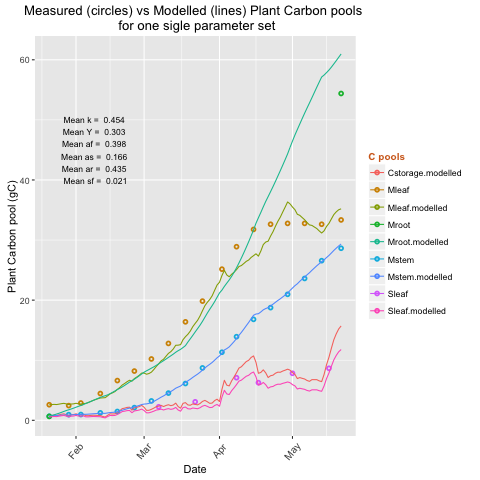 Measured (circles) vs Modelled (lines) Plant Carbon pools
for one sigle parameter set
60
40
20
0
Plant Carbon pool (gC)
Mean k = 0.454
Mean Y = 0.303
Mean af = 0.398
Mean as = 0.166
Mean ar = 0.435
Mean sf = 0.021
Feb
Mar
Apr
May
Date
C pools
Cstorage.modelled
Mleaf
Mleaf.modelled
Mroot
Mroot.modelled
Mstem
Mstem.modelled
Sleaf
Sleaf.modelled